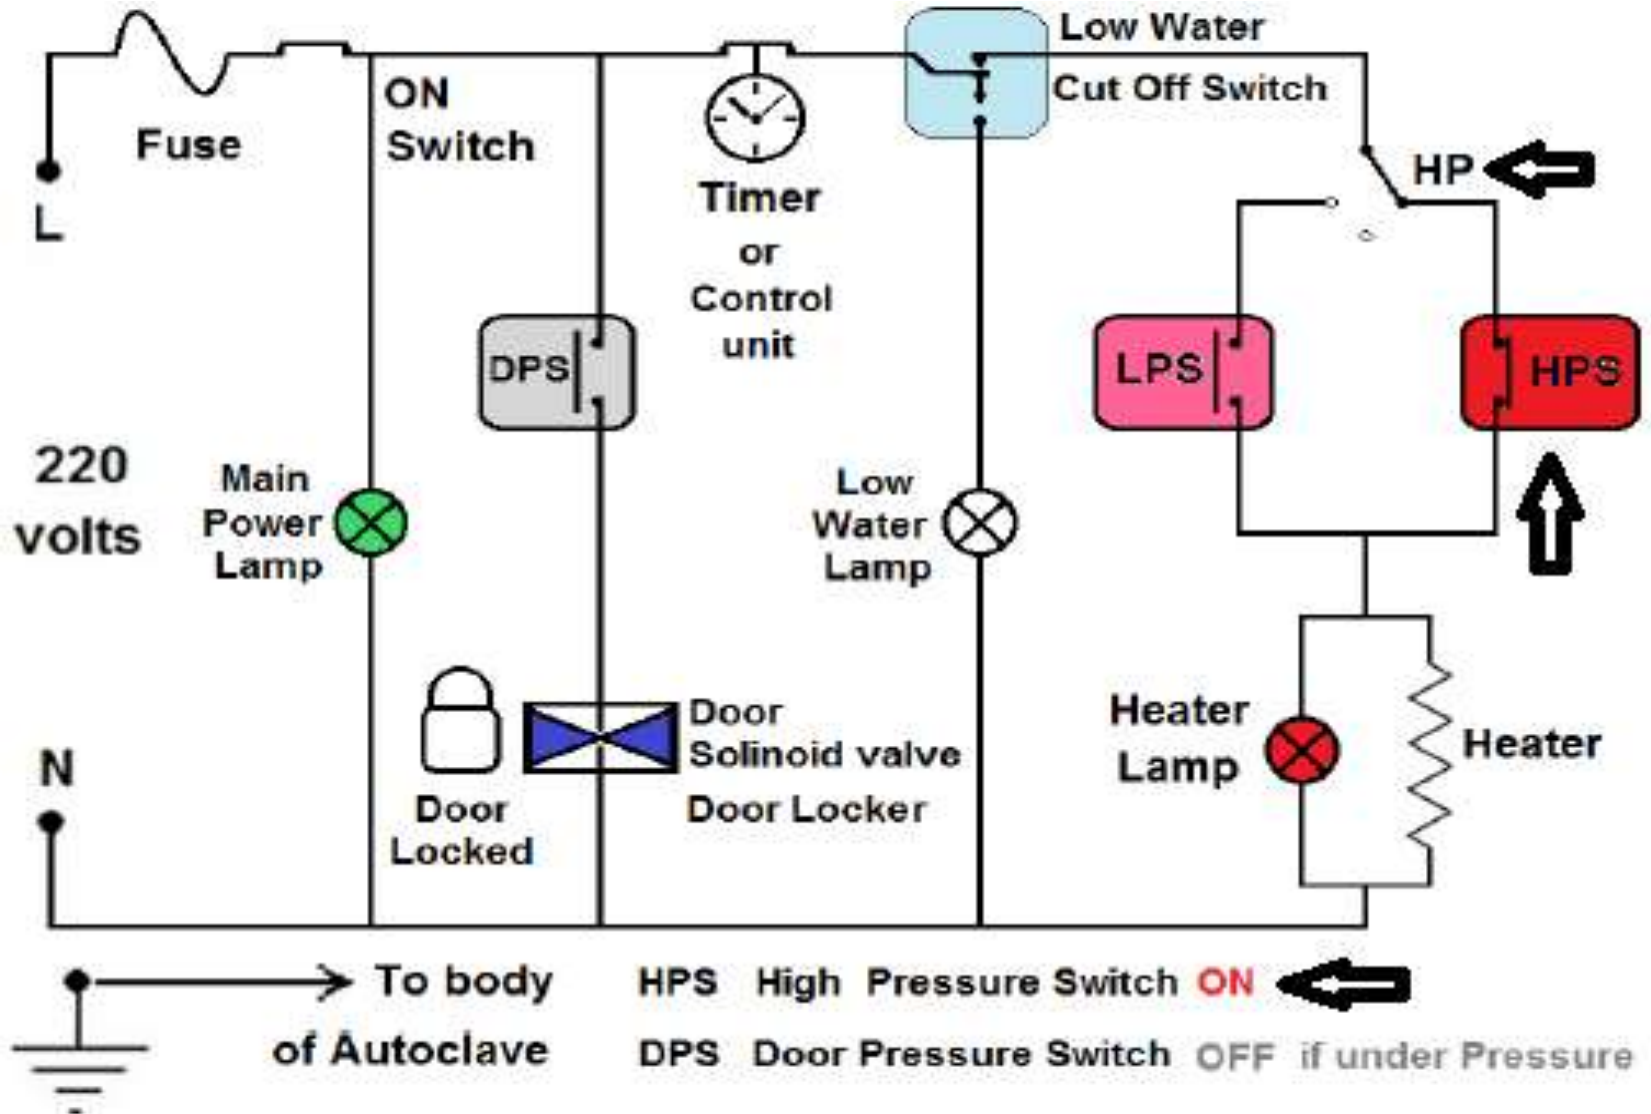 Low Water
Cut Off Switch
ON
Switch
Fuse
L
HP
Timer
or
Control
unit
DPS
LPS
HPS
220
volts
Main
Power
Lamp
Low
Water
Lamp
Door
Solinoid valve
Door Locker
Door
Locked
Heater
Lamp
Heater
N
To body
of Autoclave
HPS High Pressure Switch ON
DPS Door Pressure Switch OFF if under Pressure